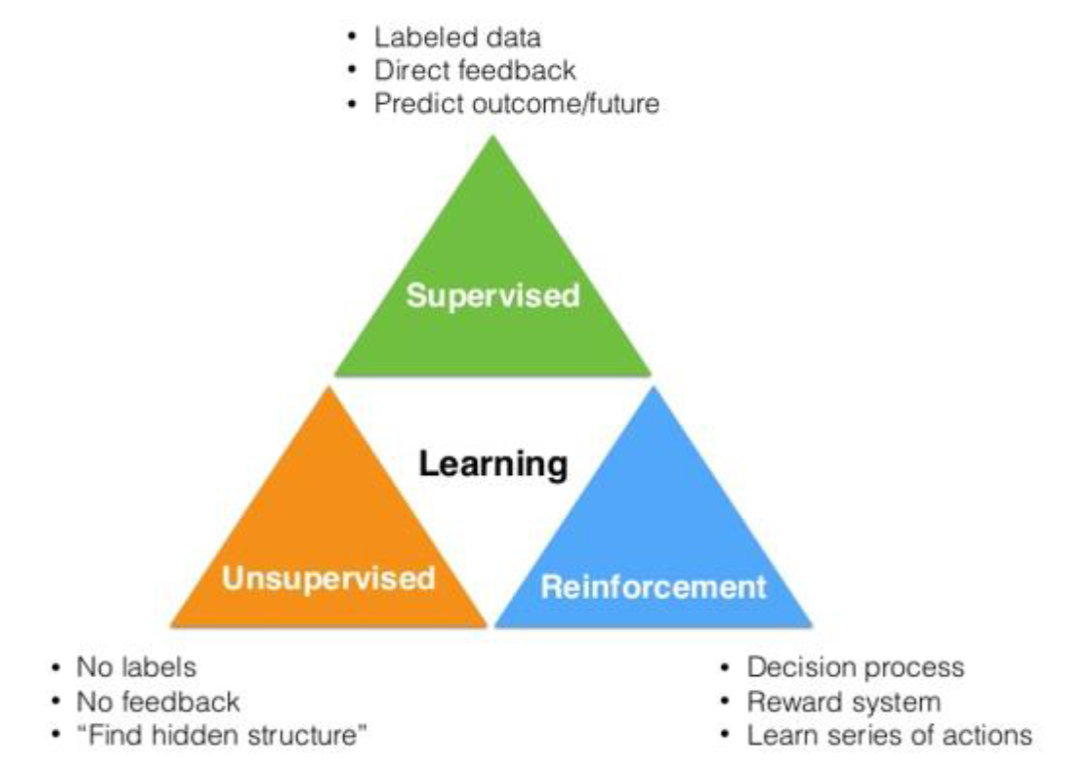 • Labeled data
• Direct feedback
• Predict outcome/future
Supervised
Learning
Unsupervised
Reinforcement
• No labels
• No feedback
• “Find hidden structure”
• Decision process
• Reward system
• Learn series of actions